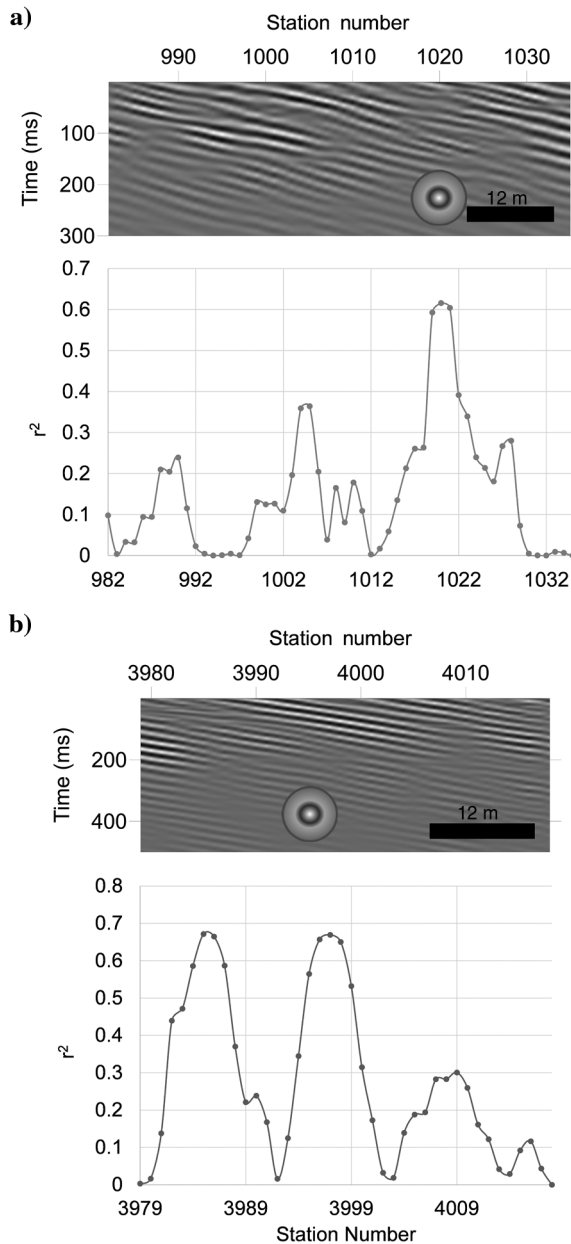 a)
Station number
990 1000 1010 1020 1030
Time (ms)
100
200
300
12 m
0.7
0.6
0.5
0.4
0.3
0.2
0.1
0
r²
982 992 1002 1012 1022 1032
b)
Station number
3980 3990 4000 4010
Time (ms)
200
400
12 m
0.8
0.7
0.6
0.5
0.4
0.3
0.2
0.1
0
r²
3979 3989 3999 4009
Station Number